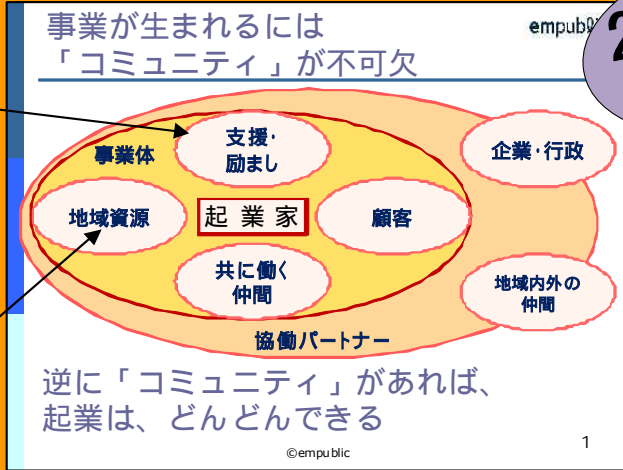 事業が生まれるには
「コミュニティ」が不可欠
empub
2
支援・
励まし
事業体
企業・行政
地域資源
起業家
顧客
共に働く
仲間
地域内外の
仲間
協働パートナー
逆に「コミュニティ」があれば、
起業は、どんどんできる
©empublic
1